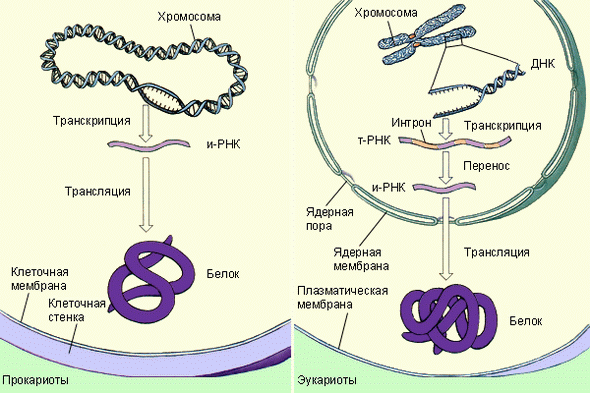 Хромосома
Транскрипция
и-РНК
Трансляция
Белок
Клеточная
мембрана
Клеточная
стенка
Прокариоты
Хромосома
ДНК
Интрон
Транскрипция
т-РНК
Перенос
и-РНК
Ядерная
пора
Ядерная
мембрана
Трансляция
Плазматическая
мембрана
Белок
Эукариоты